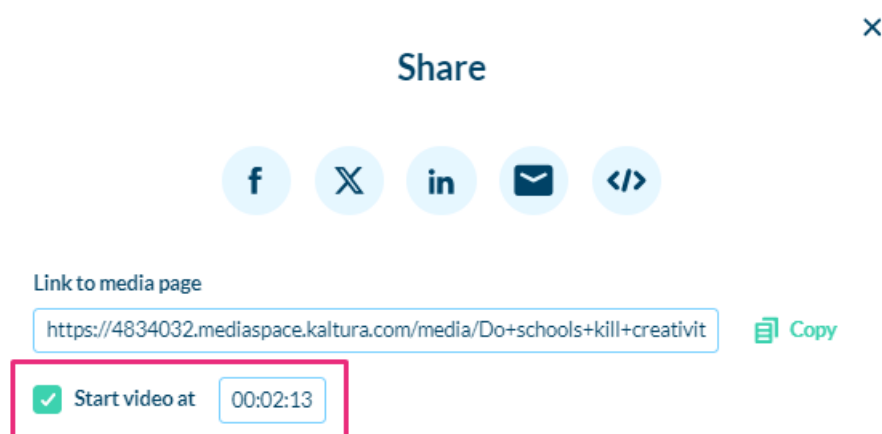 Share
f X in </>
Link to media page
https://4834032.mediaspace.kaltura.com/media/Do+schools+kill+creativit
Copy
Start video at 00:02:13